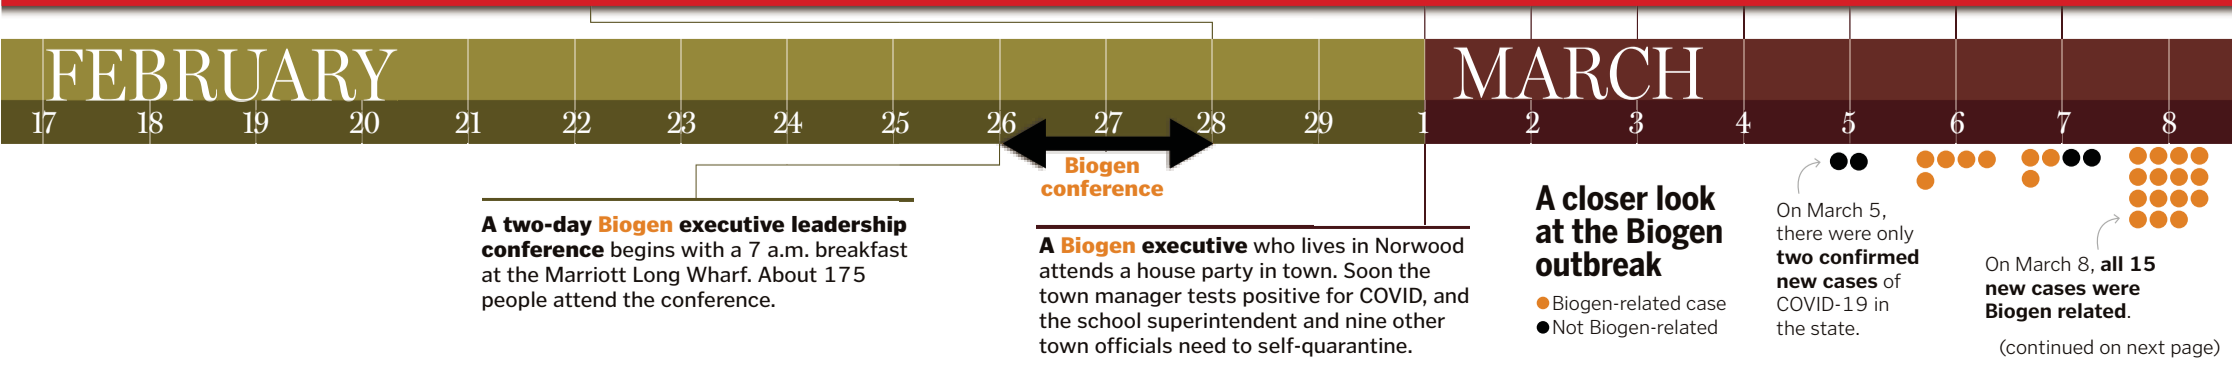 FEBRUARY
MARCH
17 18 19 20 21 22 23 24 25 26 27 28 29 1 2 3 4 5 6 7 8
Biogen
conference
A two-day Biogen executive leadership
conference begins with a 7 a.m. breakfast
at the Marriott Long Wharf. About 175
people attend the conference.
A Biogen executive who lives in Norwood
attends a house party in town. Soon the
town manager tests positive for COVID, and
the school superintendent and nine other
town officials need to self-quarantine.
A closer look
at the Biogen
outbreak
Biogen-related case
Not Biogen-related
On March 5,
there were only
two confirmed
new cases of
COVID-19 in
the state.
On March 8, all 15
new cases were
Biogen related.
(continued on next page)